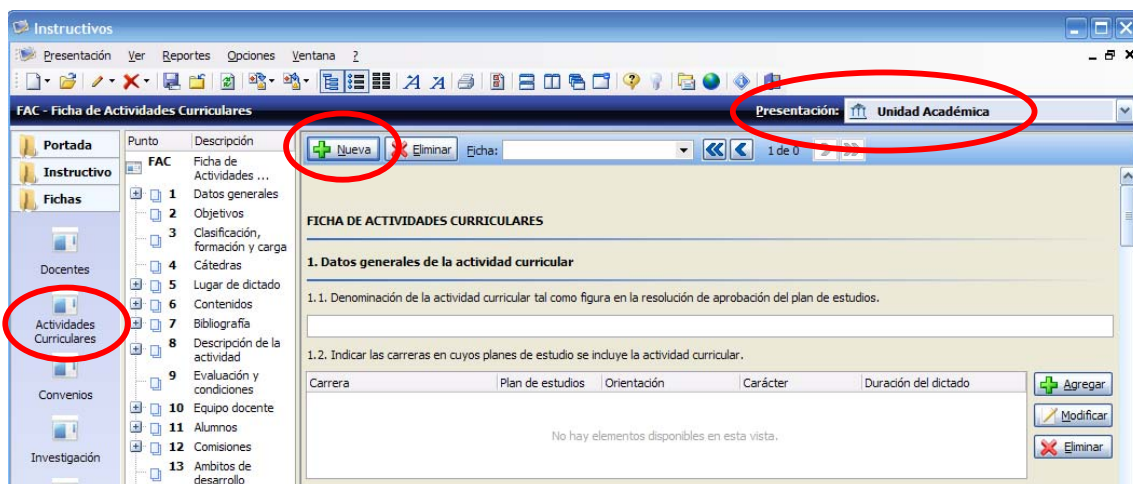 Instructivos
Presentación Ver Reportes Opciones Ventana ?
FAC - Ficha de Actividades Curriculares
Presentación: Unidad Académica
Portada
Instructivo
Fichas
Docentes
Actividades
Curriculares
Convenios
Investigación
Punto Descripción
FAC Ficha de
Actividades ...
1 Datos generales
2 Objetivos
3 Clasificación,
formación y carga
4 Cátedras
5 Lugar de dictado
6 Contenidos
7 Bibliografía
8 Descripción de la
actividad
9 Evaluación y
condiciones
10 Equipo docente
11 Alumnos
12 Comisiones
13 Ambitos de
desarrollo
Nueva Eliminar Ficha: 1 de 0
FICHA DE ACTIVIDADES CURRICULARES
1. Datos generales de la actividad curricular
1.1. Denominación de la actividad curricular tal como figura en la resolución de aprobación del plan de estudios.
1.2. Indicar las carreras en cuyos planes de estudio se incluye la actividad curricular.
Carrera Plan de estudios Orientación Carácter Duración del dictado
No hay elementos disponibles en esta vista.
Agregar
Modificar
Eliminar